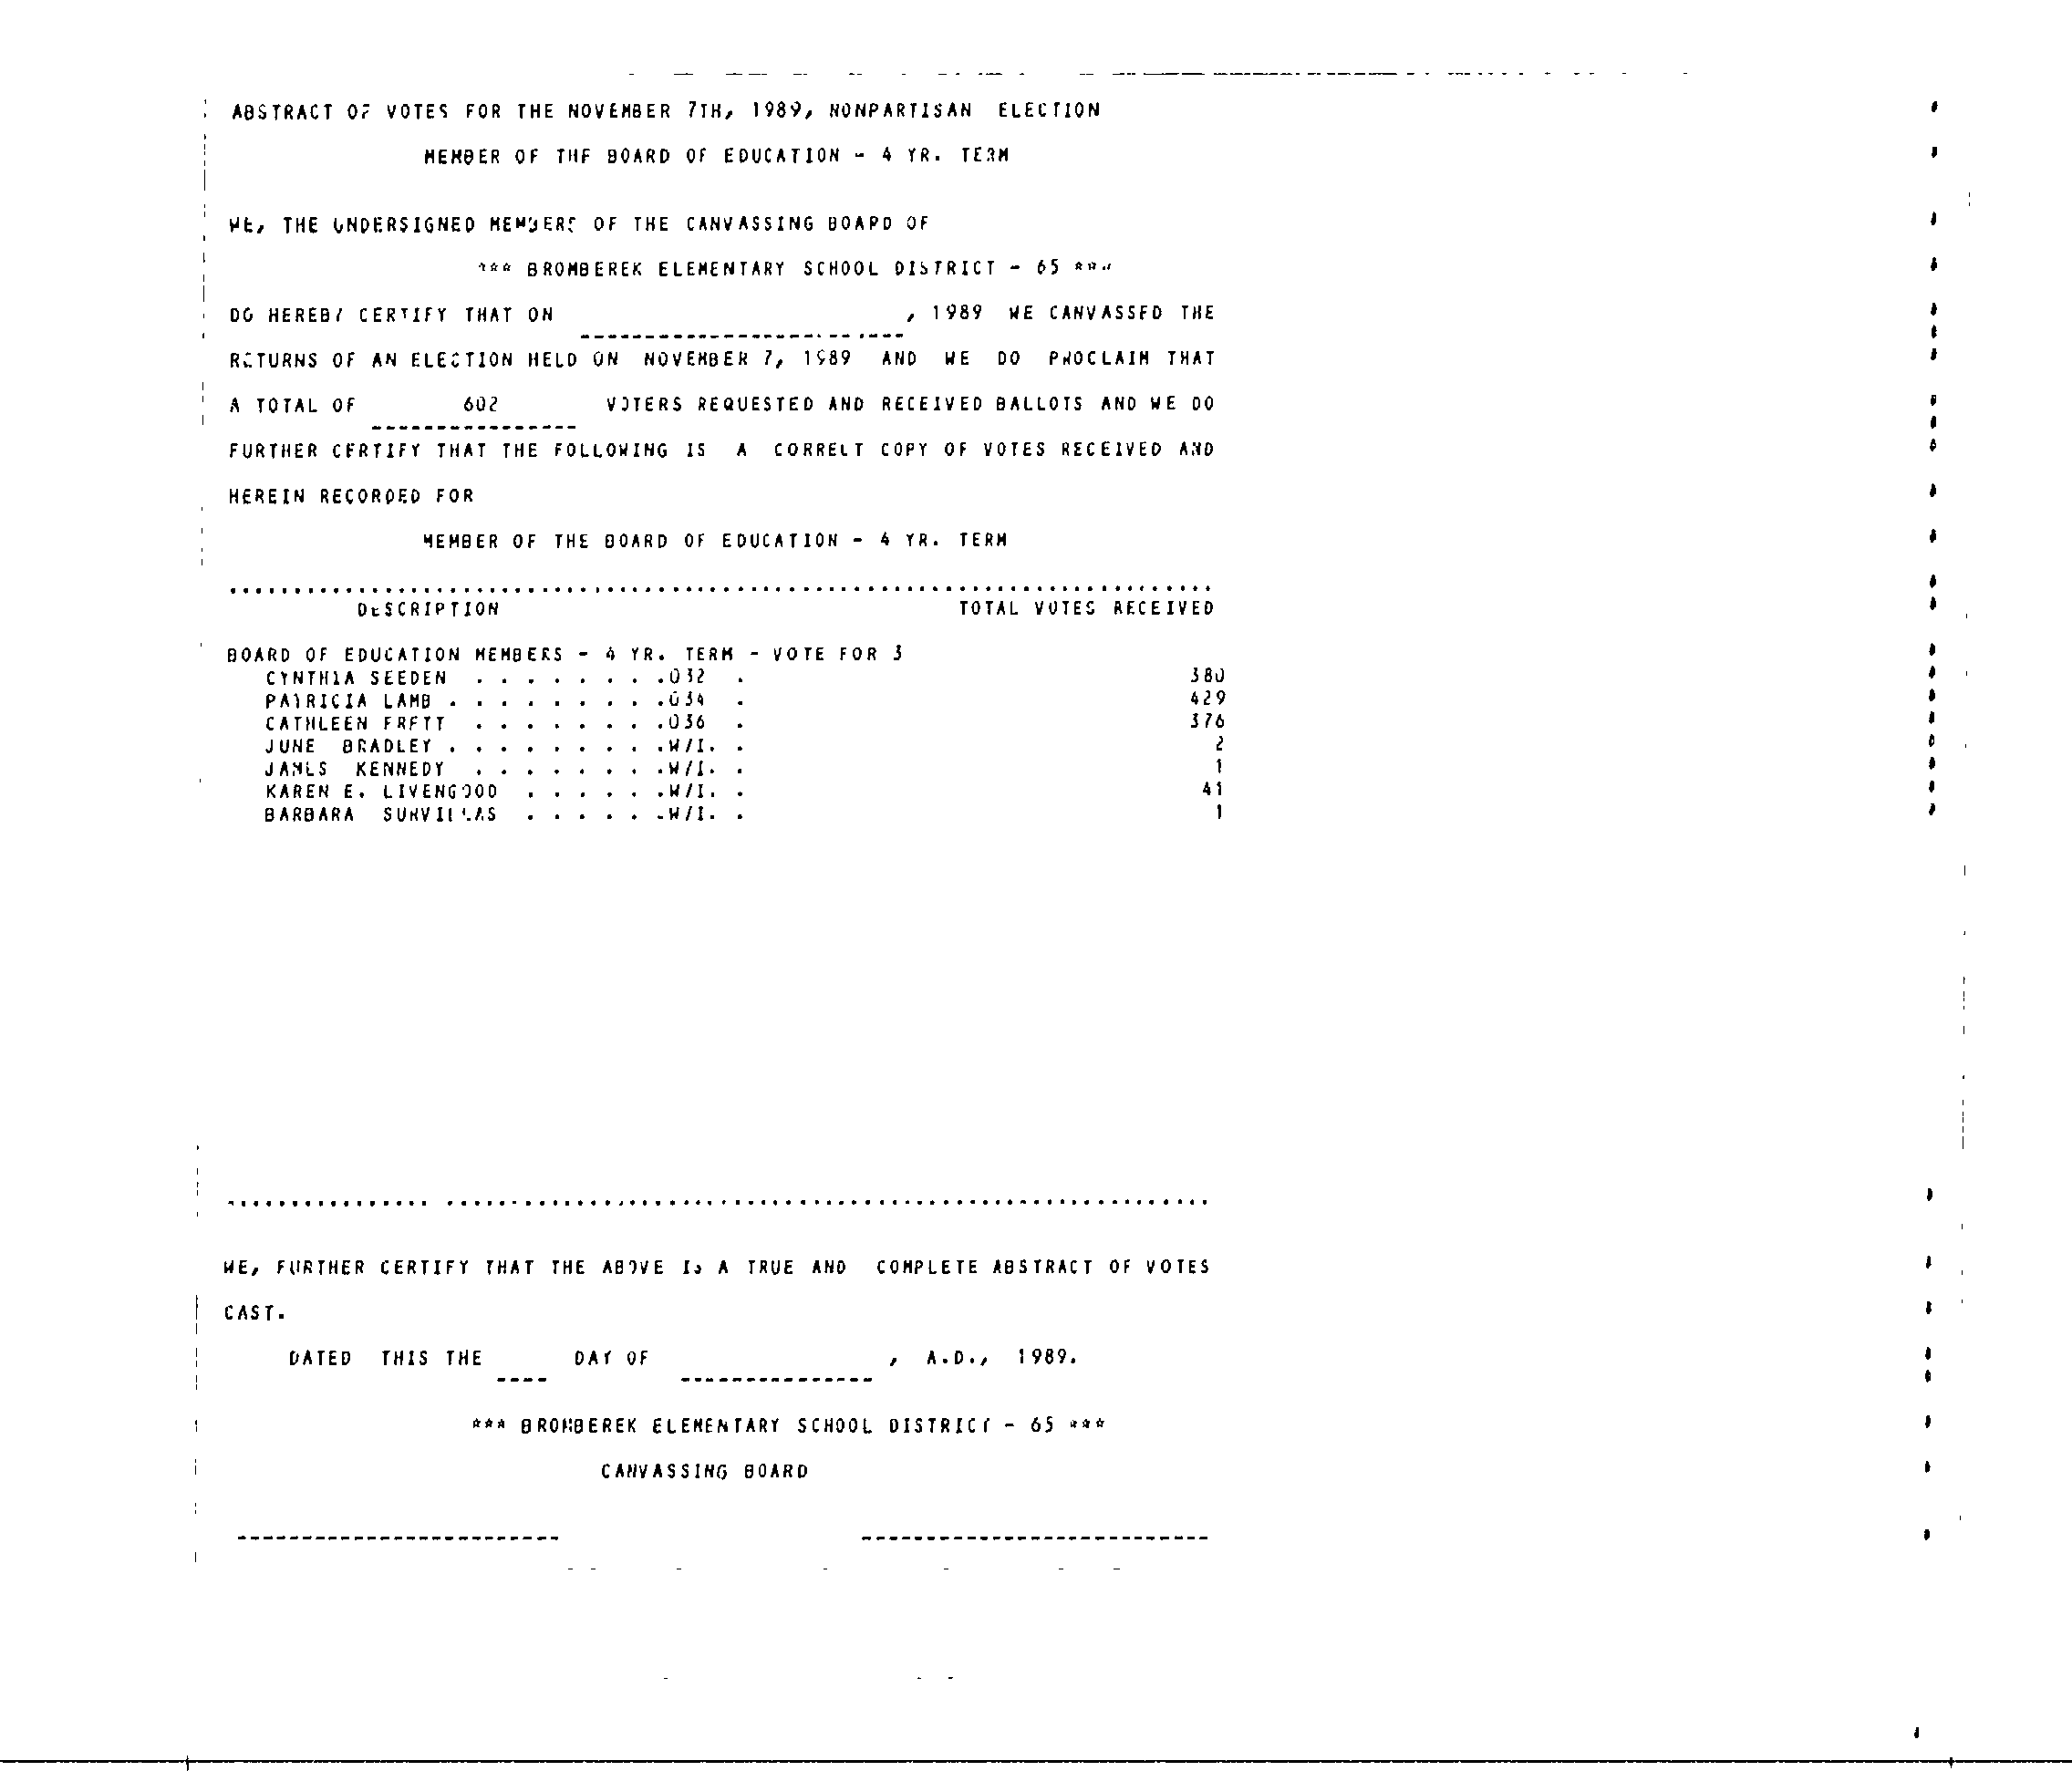 ABSTRACT OF VOTES FOR THE NOVEMBER 7TH, 1989, NONPARTISAN ELECTION
MEMBER OF THE BOARD OF EDUCATION - 4 YR. TERM
WE, THE UNDERSIGNED MEMBERS OF THE CANVASSING BOARD OF
*** BROMBEREK ELEMENTARY SCHOOL DISTRICT - 65 ***
DO HEREBY CERTIFY THAT ON , 1989 WE CANVASSED THE
RETURNS OF AN ELECTION HELD ON NOVEMBER 7, 1989 AND WE DO PROCLAIM THAT
A TOTAL OF 602 VOTERS REQUESTED AND RECEIVED BALLOTS AND WE DO
FURTHER CERTIFY THAT THE FOLLOWING IS A CORRECT COPY OF VOTES RECEIVED AND
HEREIN RECORDED FOR
MEMBER OF THE BOARD OF EDUCATION - 4 YR. TERM
DESCRIPTION TOTAL VOTES RECEIVED
BOARD OF EDUCATION MEMBERS - 4 YR. TERM - VOTE FOR 3
CYNTHIA SEEDEN . . . . . . . .032 . 380
PATRICIA LAMB . . . . . . . . .034 . 429
CATHLEEN FRETT . . . . . . . .036 . 376
JUNE BRADLEY . . . . . . . . .W/I. . 2
JAMES KENNEDY . . . . . . . .W/I. . 1
KAREN E. LIVENGOOD . . . . . .W/I. . 41
BARBARA . . . . . .W/I. . 1
WE, FURTHER CERTIFY THAT THE ABOVE IS A TRUE AND COMPLETE ABSTRACT OF VOTES
CAST.
DATED THIS THE DAY OF , A.D., 1989.
*** BROMBEREK ELEMENTARY SCHOOL DISTRICT - 65 ***
CANVASSING BOARD